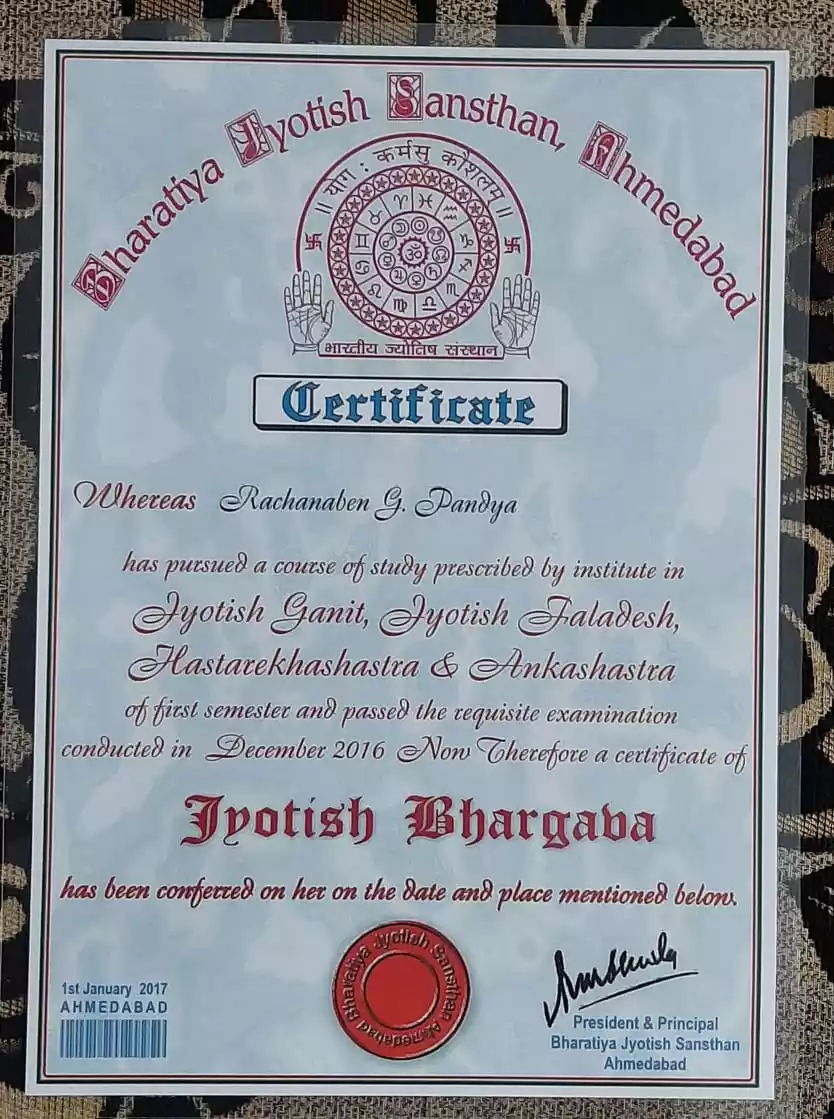 Bharatiya Jyotish Sansthan, Ahmedabad
॥ योग : कर्मसु कौशलम् ॥
ॐ
भारतीय ज्योतिष संस्थान
Certificate
Whereas Rachanaben G. Pandya
has pursued a course of study prescribed by institute in
Jyotish Ganit, Jyotish Faladesh,
Hastarekhashastra & Ankashastra
of first semester and passed the requisite examination
conducted in December 2016 Now Therefore a certificate of
Jyotish Bhargava
has been conferred on her on the date and place mentioned below.
Bharatiya Jyotish Sansthan Ahmedabad
1st January 2017
AHMEDABAD
President & Principal
Bharatiya Jyotish Sansthan
Ahmedabad